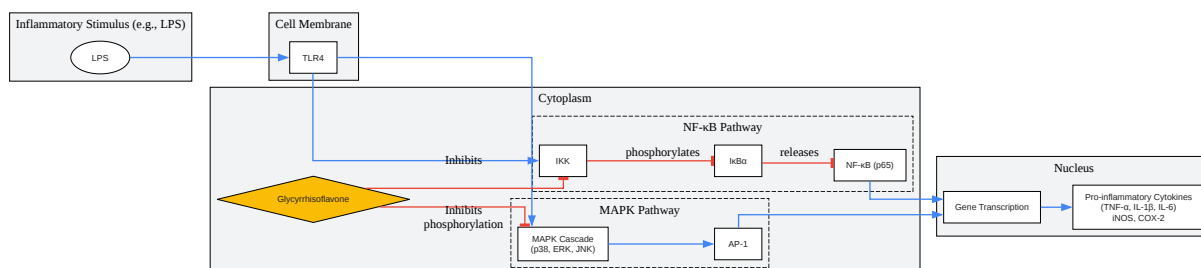 Inflammatory Stimulus (e.g., LPS)
LPS
Cell Membrane
TLR4
Cytoplasm
NF-κB Pathway
Inhibits
IKK
phosphorylates
IκBα
releases
NF-κB (p65)
Glycyrrhisoflavone
Inhibits
phosphorylation
MAPK Pathway
MAPK Cascade
(p38, ERK, JNK)
AP-1
Nucleus
Gene Transcription
Pro-inflammatory Cytokines
(TNF-α, IL-1β, IL-6)
iNOS, COX-2